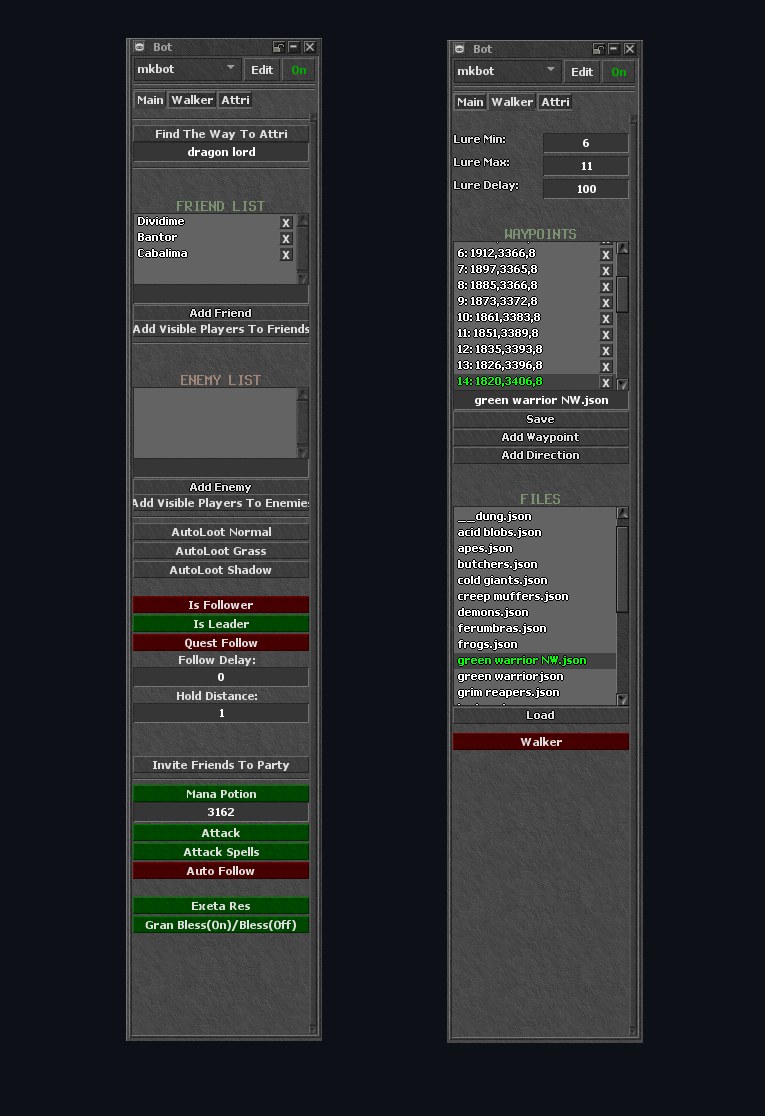 Bot
mkbot
Edit
On
Main
Walker
Attri
Find The Way To Attri
dragon lord
FRIEND LIST
Dividime X
Bantor X
Cabalima X
Add Friend
Add Visible Players To Friends
ENEMY LIST
Add Enemy
Add Visible Players To Enemies
AutoLoot Normal
AutoLoot Grass
AutoLoot Shadow
Is Follower
Is Leader
Quest Follow
Follow Delay:
0
Hold Distance:
1
Invite Friends To Party
Mana Potion
3162
Attack
Attack Spells
Auto Follow
Exeta Res
Gran Bless(On)/Bless(Off)
Bot
mkbot
Edit
On
Main
Walker
Attri
Lure Min: 6
Lure Max: 11
Lure Delay: 100
WAYPOINTS
6: 1912,3366,8 X
7: 1897,3365,8 X
8: 1885,3366,8 X
9: 1873,3372,8 X
10: 1861,3383,8 X
11: 1851,3389,8 X
12: 1835,3393,8 X
13: 1826,3396,8 X
14: 1820,3406,8 X
green warrior NW.json
Save
Add Waypoint
Add Direction
FILES
__dung.json
acid blobs.json
apes.json
butchers.json
cold giants.json
creep muffers.json
demons.json
ferumbras.json
frogs.json
green warrior NW.json
green warrior.json
grim reapers.json
Load
Walker